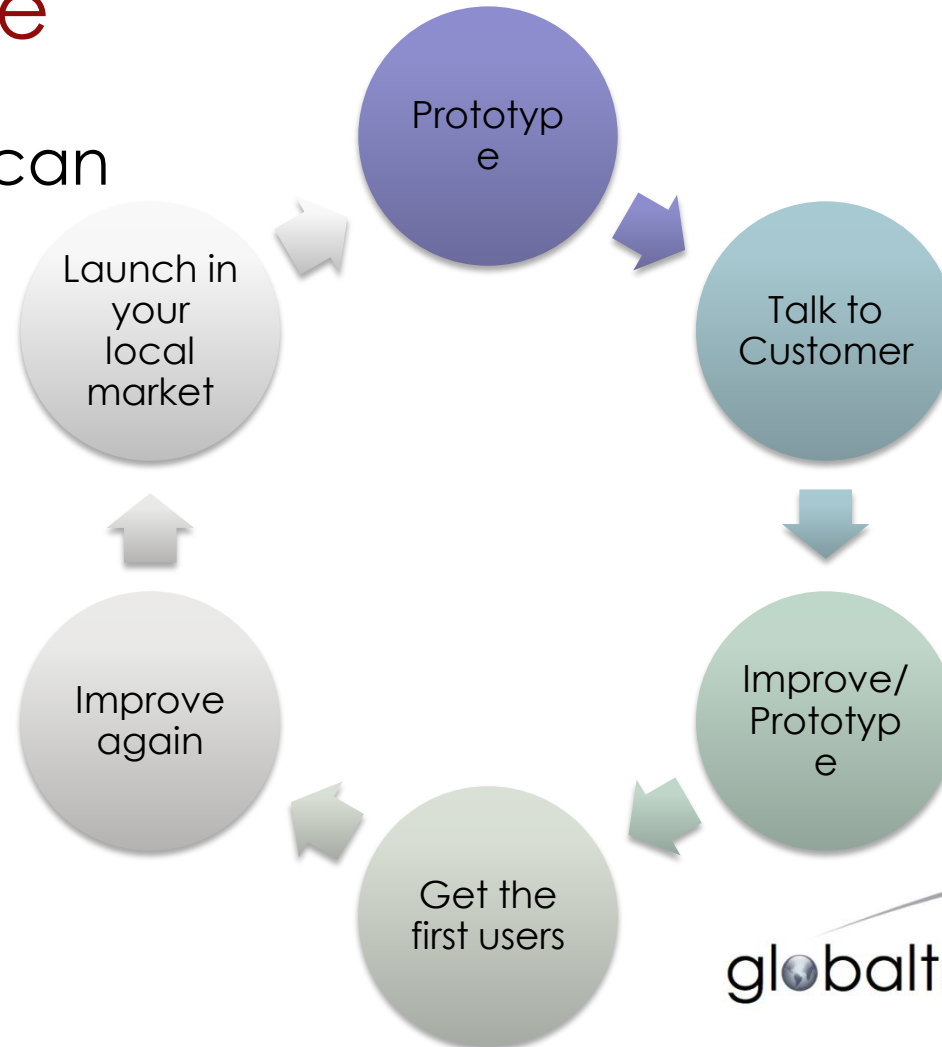 e
can
Prototyp
e
Talk to
Customer
Improve/
Prototyp
e
Get the
first users
Improve
again
Launch in
your
local
market
globalt